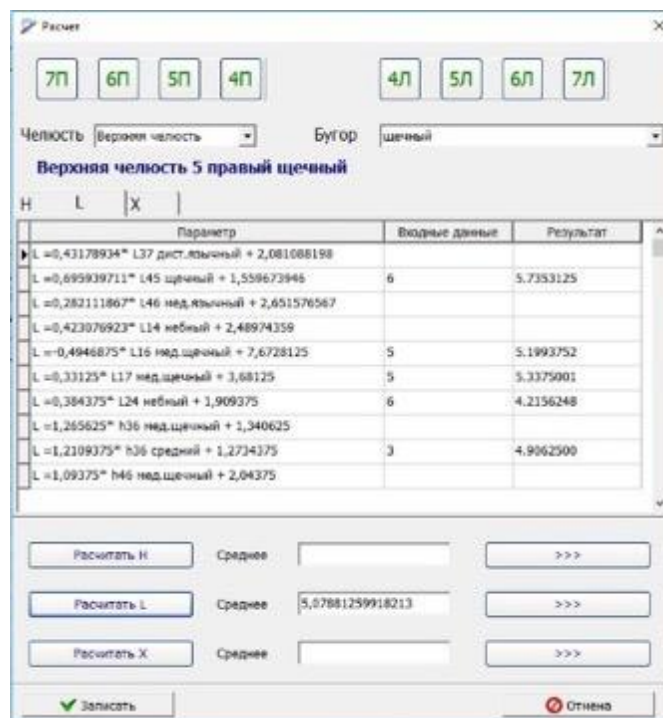 Расчет
7П 6П 5П 4П 4Л 5Л 6Л 7Л
Челюсть Верхняя челюсть Бугор щечный
Верхняя челюсть 5 правый щечный
H L X
Параметр Входные данные Результат
L =0,43178934* L37 дист.язычный + 2,081088198
L =0,695939711* L45 щечный + 1,559673946 6 5.7353125
L =0,282111867* L46 мед.язычный + 2,651576567
L =0,423076923* L14 небный + 2,48974359
L =-0,4946875* L16 мед.щечный + 7,6728125 5 5.1993752
L =0,33125* L17 мед.щечный + 3,68125 5 5.3375001
L =0,384375* L24 небный + 1,909375 6 4.2156248
L =1,265625* h36 мед.щечный + 1,340625
L =1,2109375* h36 средний + 1,2734375 3 4.9062500
L =1,09375* h46 мед.щечный + 2,04375
Расчитать H Среднее >>>
Расчитать L Среднее 5,07881259918213 >>>
Расчитать X Среднее >>>
Записать Отмена